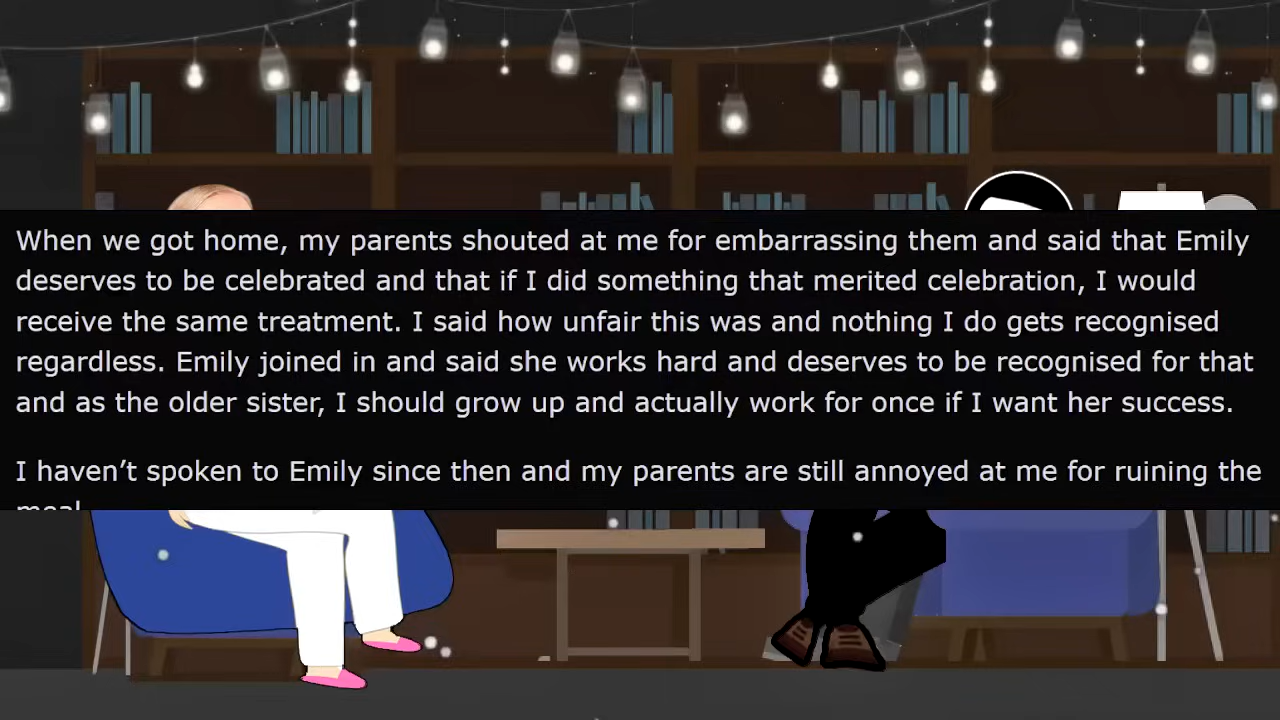 When we got home, my parents shouted at me for embarrassing them and said that Emily
deserves to be celebrated and that if I did something that merited celebration, I would
receive the same treatment. I said how unfair this was and nothing I do gets recognised
regardless. Emily joined in and said she works hard and deserves to be recognised for that
and as the older sister, I should grow up and actually work for once if I want her success.
I haven’t spoken to Emily since then and my parents are still annoyed at me for ruining the
meal